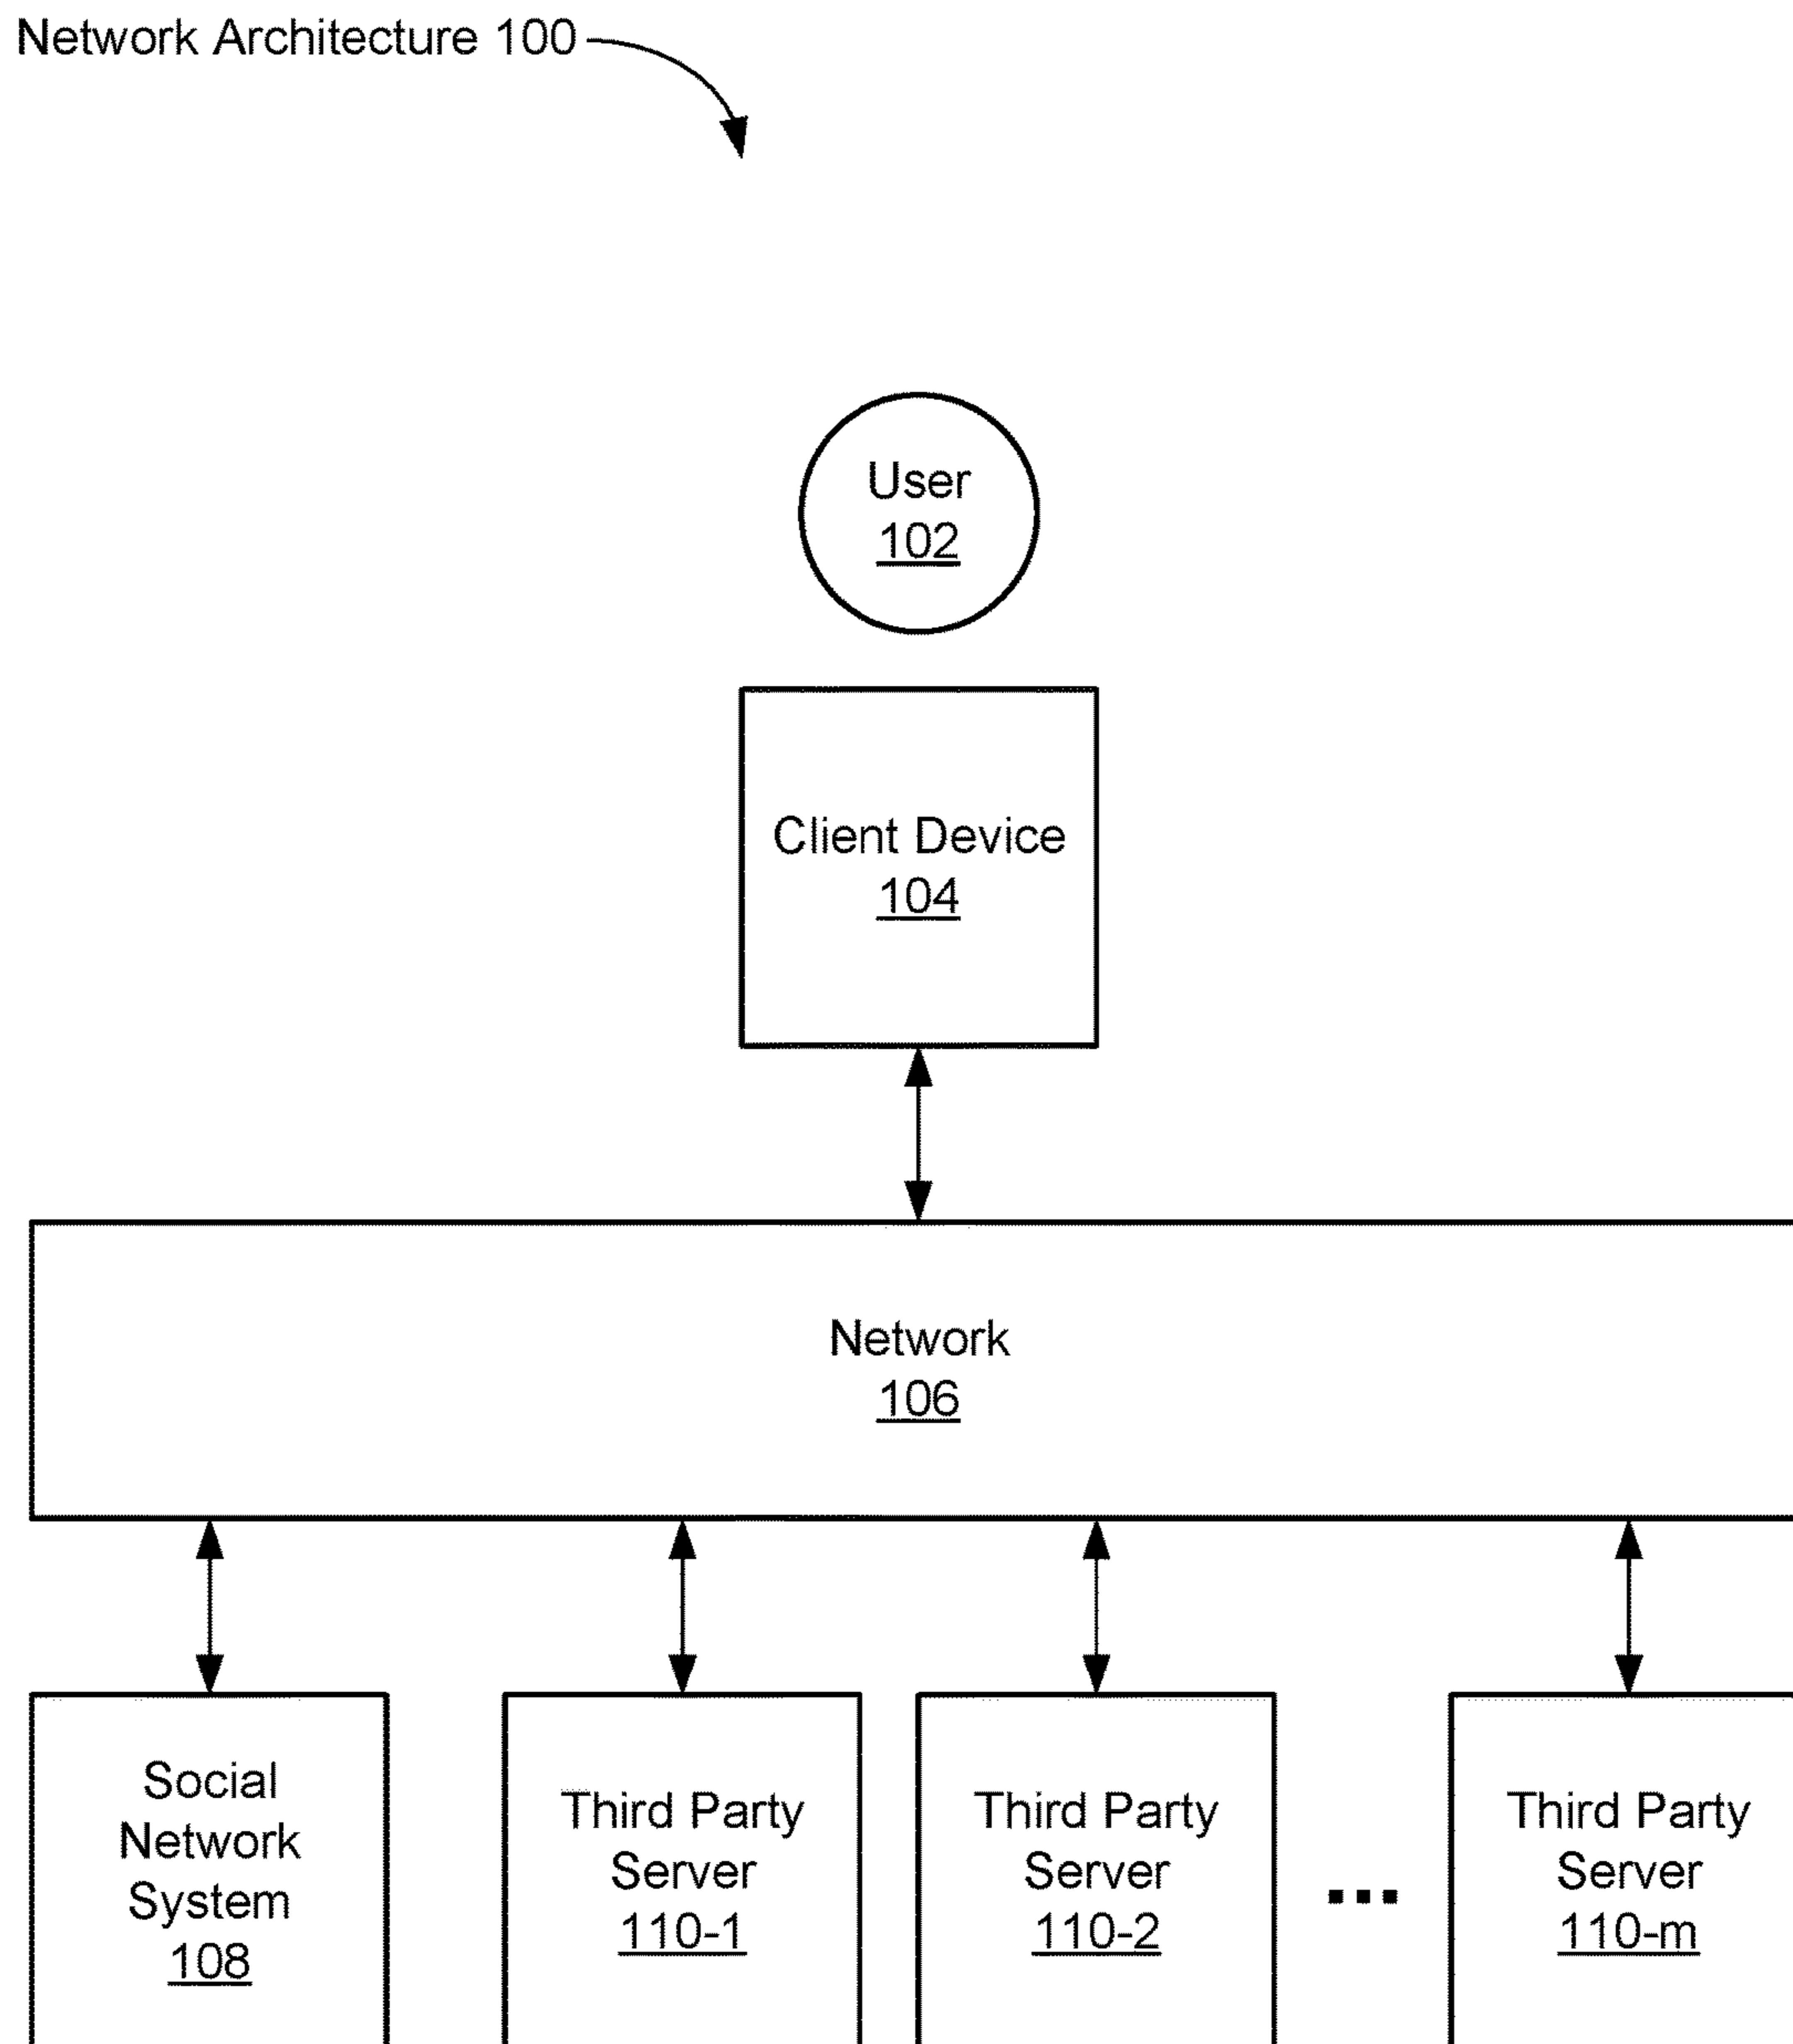 Network Architecture 100
User
102
Client Device
104
Network
106
Social
Network
System
108
Third Party
Server
110-1
Third Party
Server
110-2
...
Third Party
Server
110-m